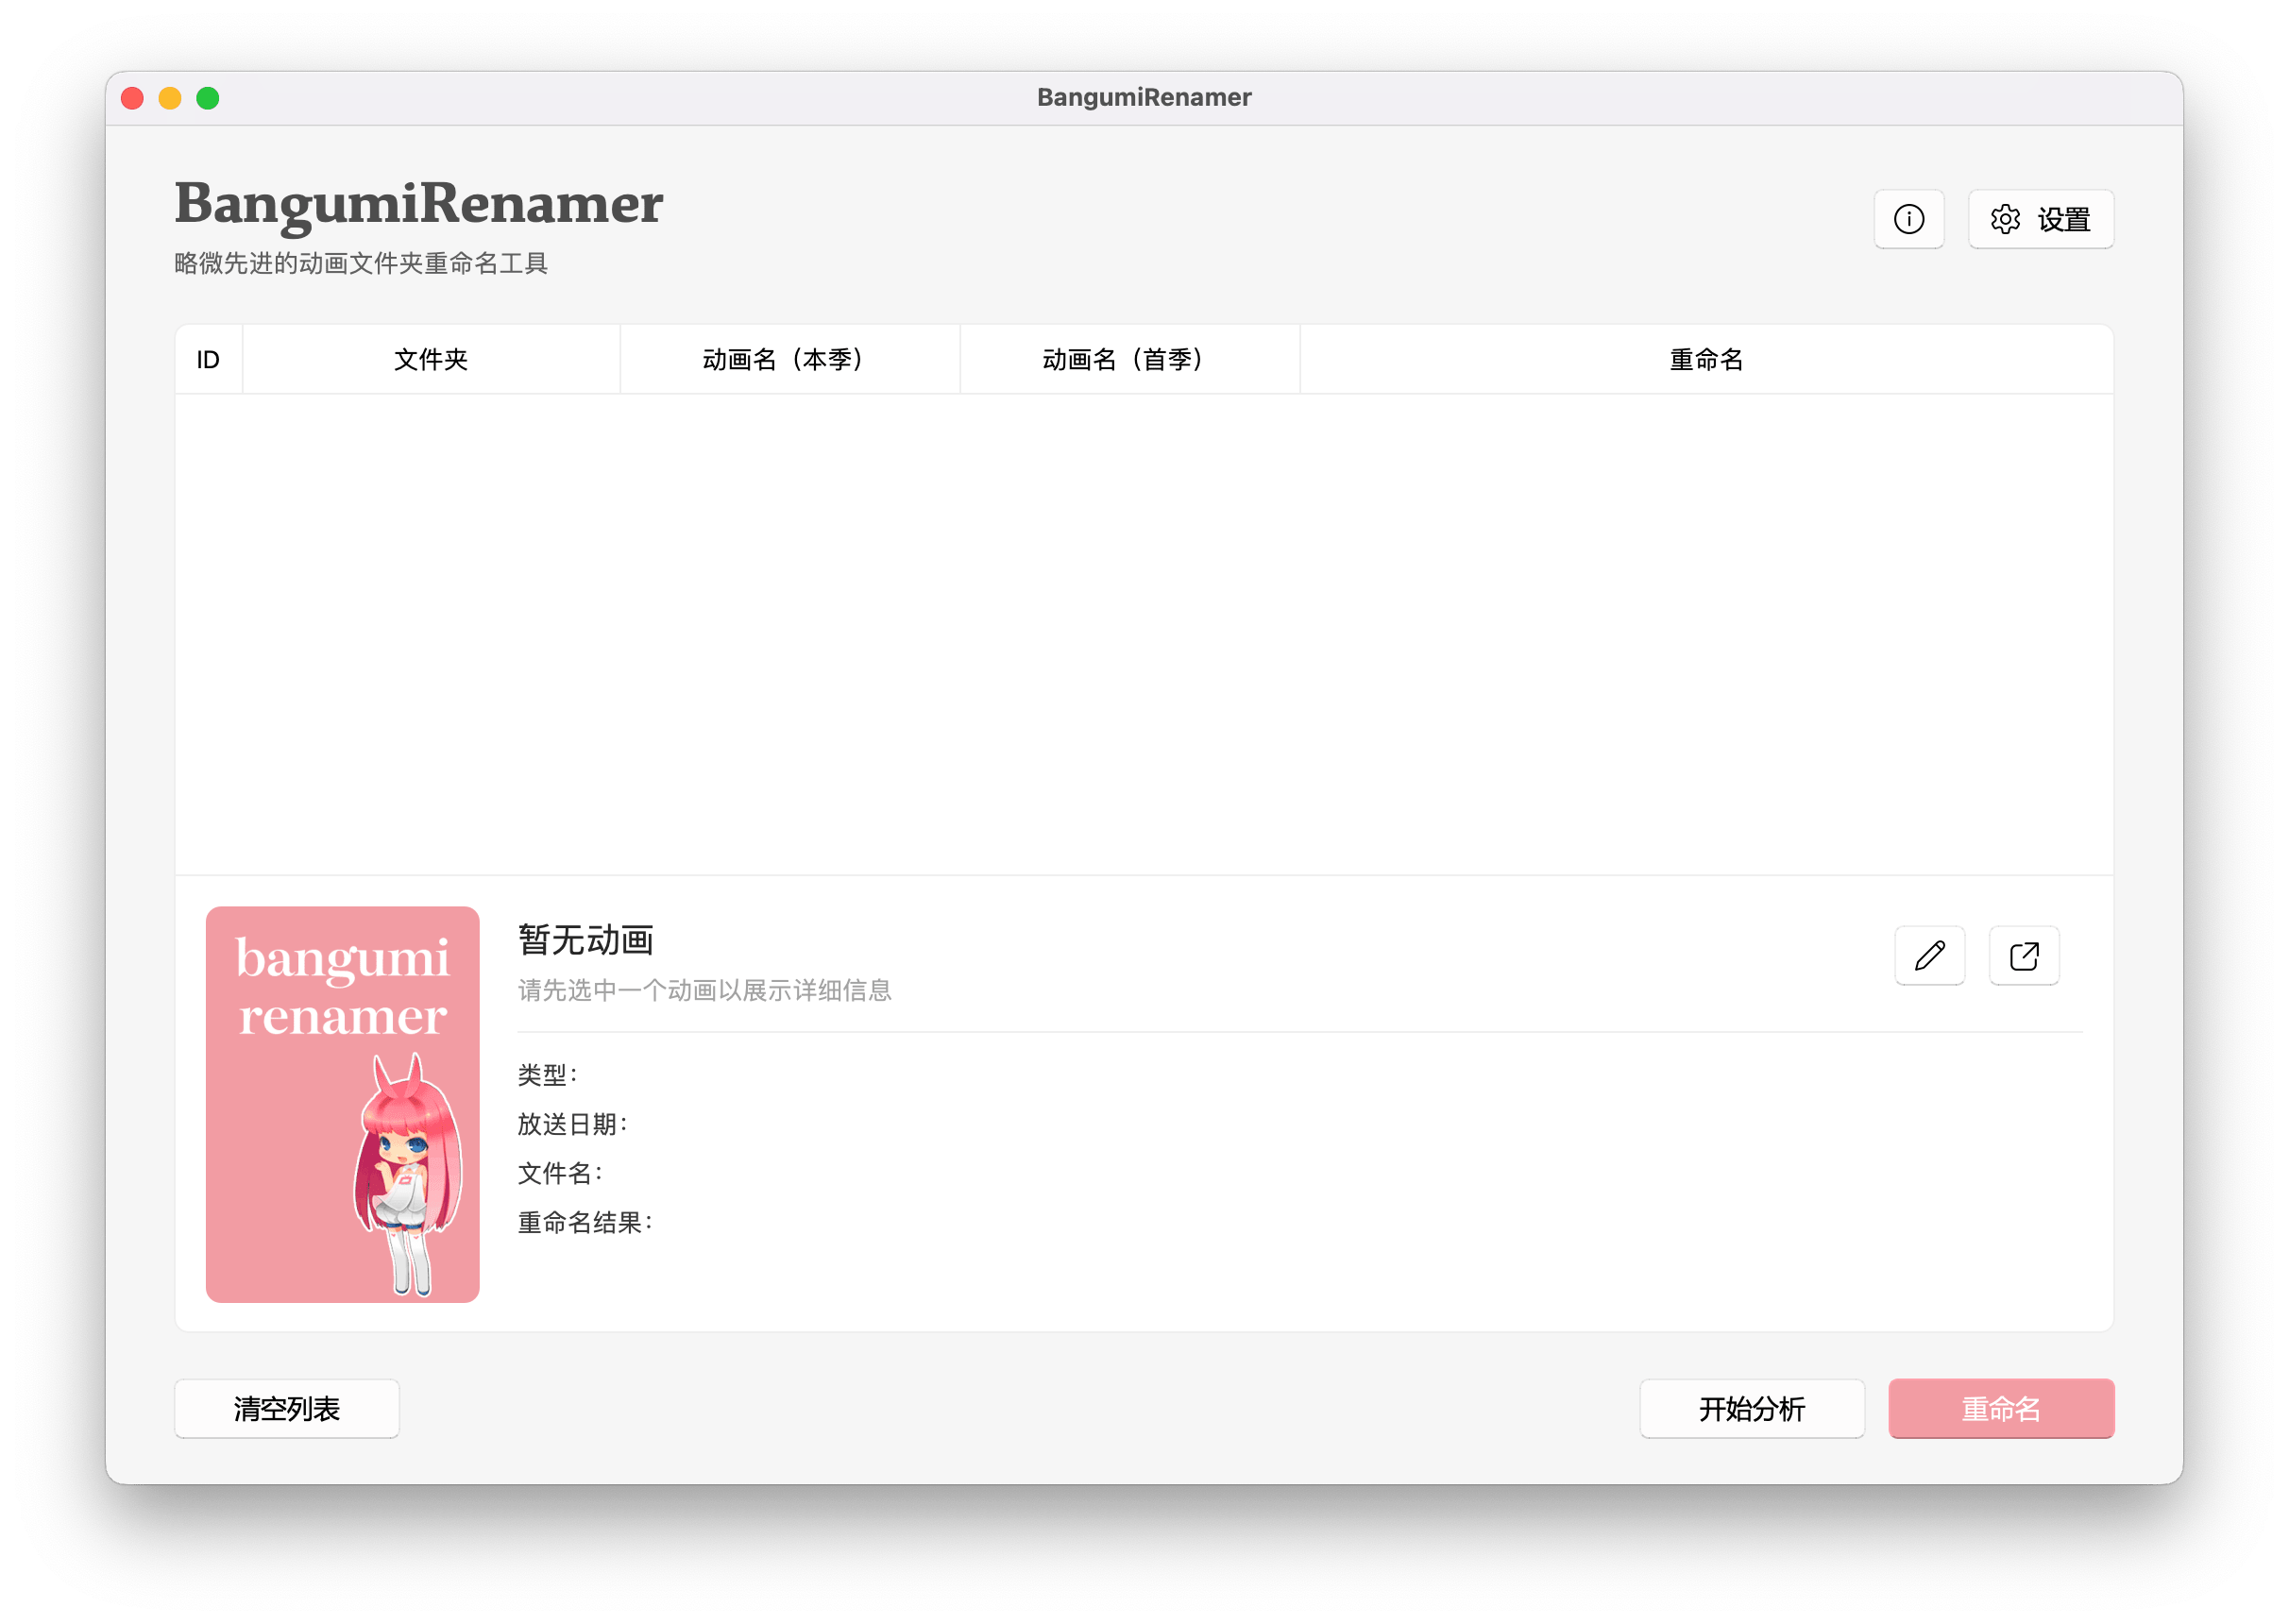 BangumiRenamer
BangumiRenamer
略微先进的动画文件夹重命名工具
设置
ID 文件夹 动画名（本季） 动画名（首季） 重命名
bangumi
renamer
暂无动画
请先选中一个动画以展示详细信息
类型：
放送日期：
文件名：
重命名结果：
清空列表 开始分析 重命名